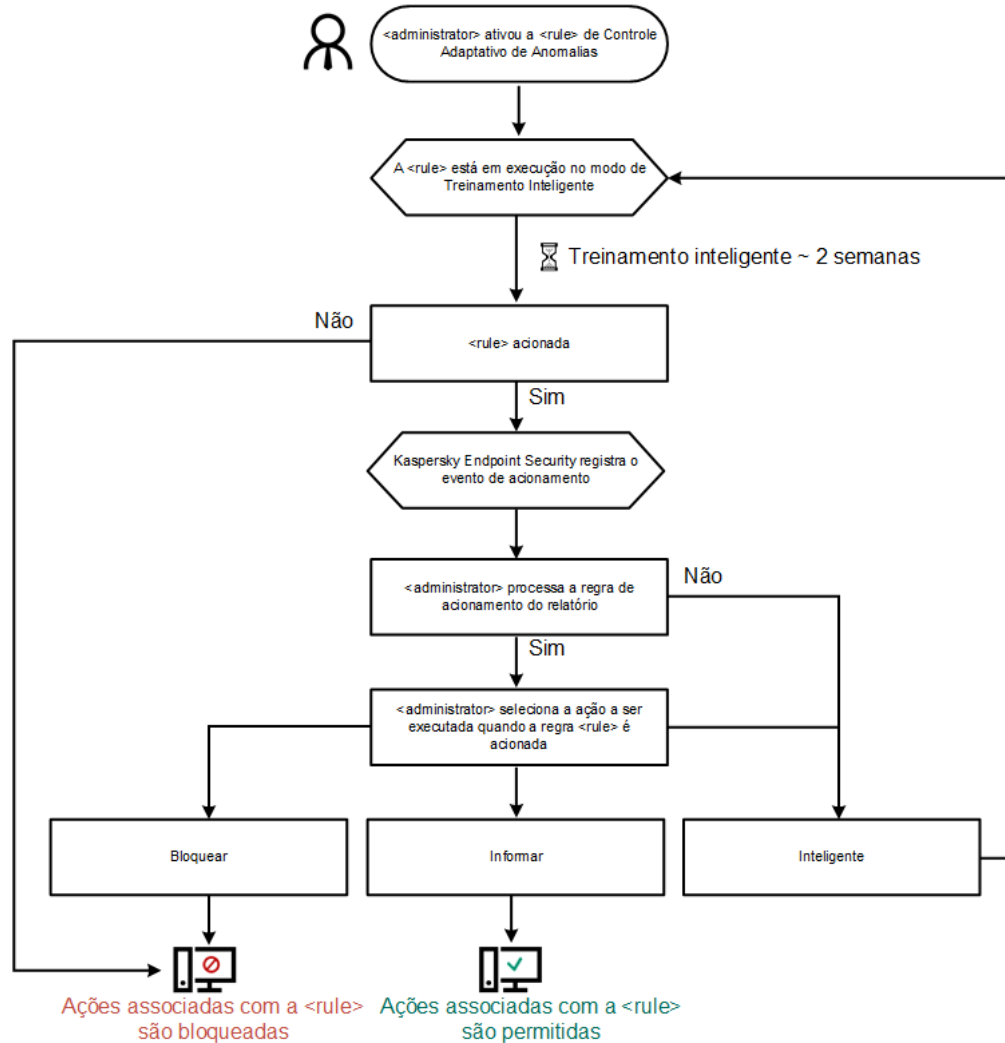 <administrator> ativou a <rule> de Controle
Adaptativo de Anomalias
A <rule> está em execução no modo de
Treinamento Inteligente
Treinamento inteligente ~ 2 semanas
Não
<rule> acionada
Sim
Kaspersky Endpoint Security registra o
evento de acionamento
<administrator> processa a regra de
acionamento do relatório
Não
Sim
<administrator> seleciona a ação a ser
executada quando a regra <rule> é
acionada
Bloquear
Informar
Inteligente
Ações associadas com a <rule>
são bloqueadas
Ações associadas com a <rule>
são permitidas